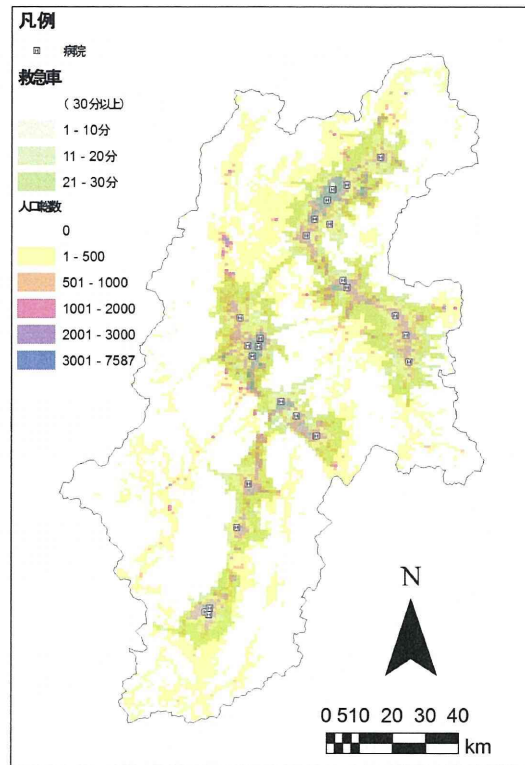 凡例
病院
救急車
( 30分以上)
1 - 10分
11 - 20分
21 - 30分
人口総数
0
1 - 500
501 - 1000
1001 - 2000
2001 - 3000
3001 - 7587
N
0 510 20 30 40
km